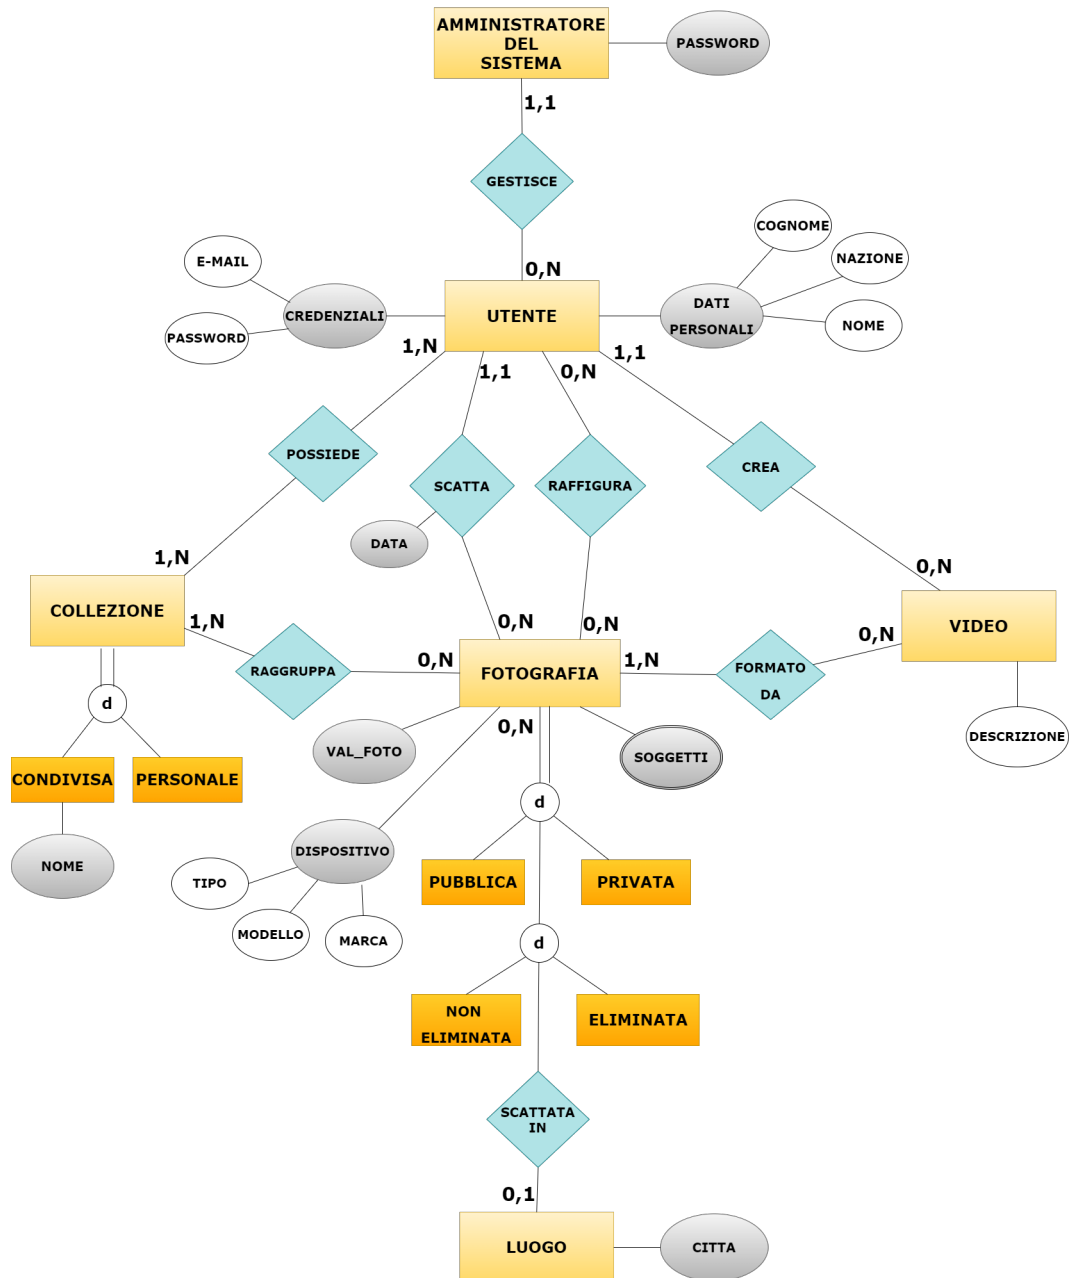 AMMINISTRATORE
DEL
SISTEMA
PASSWORD
1,1
GESTISCE
COGNOME
E-MAIL
NAZIONE
0,N
CREDENZIALI
UTENTE
DATI
PERSONALI
PASSWORD
NOME
1,N
1,1
0,N
1,1
POSSIEDE
SCATTA
RAFFIGURA
CREA
DATA
1,N
0,N
COLLEZIONE
1,N
0,N
0,N
VIDEO
0,N
RAGGRUPPA
0,N
FOTOGRAFIA
1,N
FORMATO
DA
d
0,N
VAL_FOTO
SOGGETTI
DESCRIZIONE
CONDIVISA
PERSONALE
d
NOME
DISPOSITIVO
TIPO
PUBBLICA
PRIVATA
MODELLO
MARCA
d
NON
ELIMINATA
ELIMINATA
SCATTATA
IN
0,1
LUOGO
CITTA